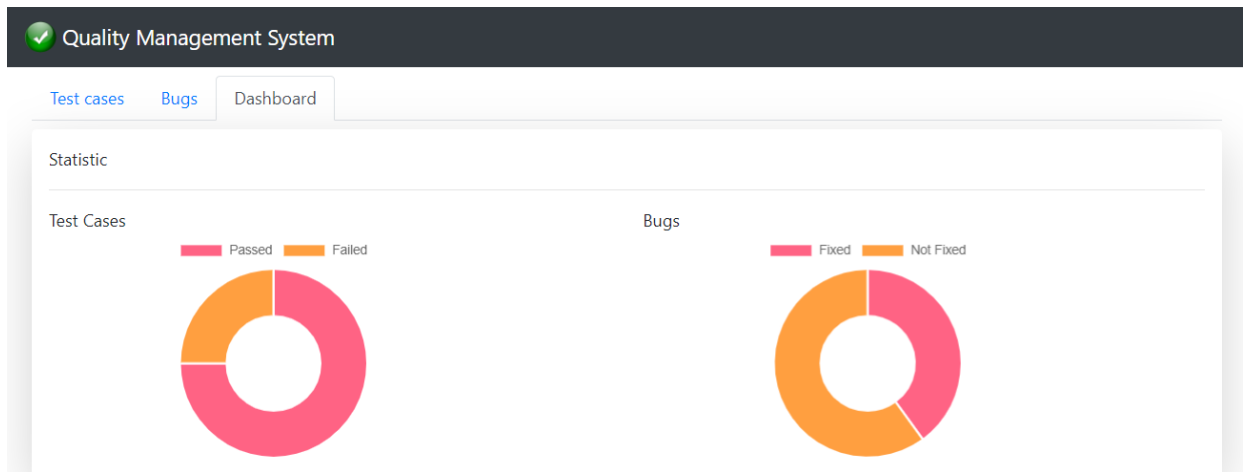 Quality Management System
Test cases Bugs Dashboard
Statistic
Test Cases
Passed Failed
Bugs
Fixed Not Fixed